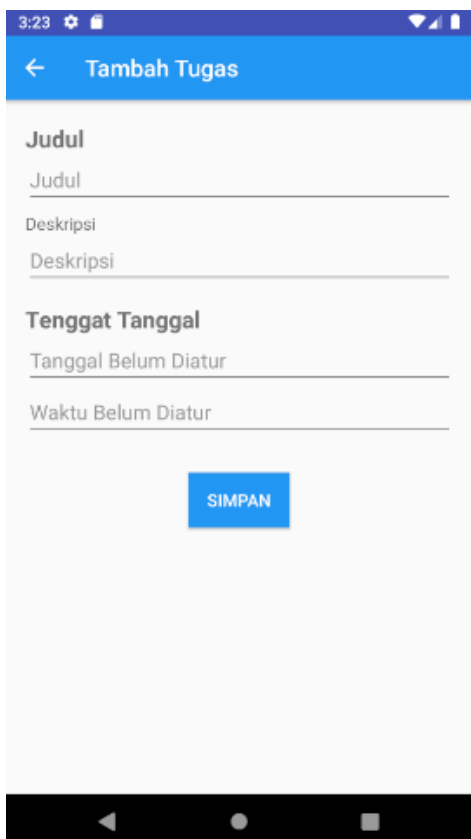 3:23
Tambah Tugas
Judul
Judul
Deskripsi
Deskripsi
Tenggat Tanggal
Tanggal Belum Diatur
Waktu Belum Diatur
SIMPAN